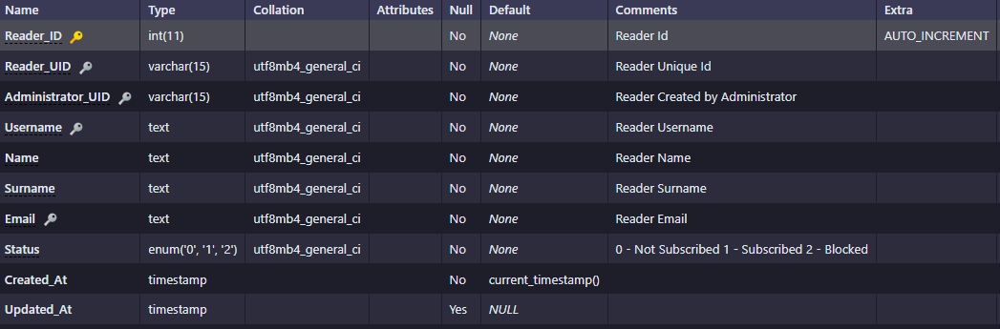 Name Type Collation Attributes Null Default Comments Extra
Reader_ID int(11) No None Reader Id AUTO_INCREMENT
Reader_UID varchar(15) utf8mb4_general_ci No None Reader Unique Id
Administrator_UID varchar(15) utf8mb4_general_ci No None Reader Created by Administrator
Username text utf8mb4_general_ci No None Reader Username
Name text utf8mb4_general_ci No None Reader Name
Surname text utf8mb4_general_ci No None Reader Surname
Email text utf8mb4_general_ci No None Reader Email
Status enum('0', '1', '2') utf8mb4_general_ci No None 0 - Not Subscribed 1 - Subscribed 2 - Blocked
Created_At timestamp No current_timestamp()
Updated_At timestamp Yes NULL